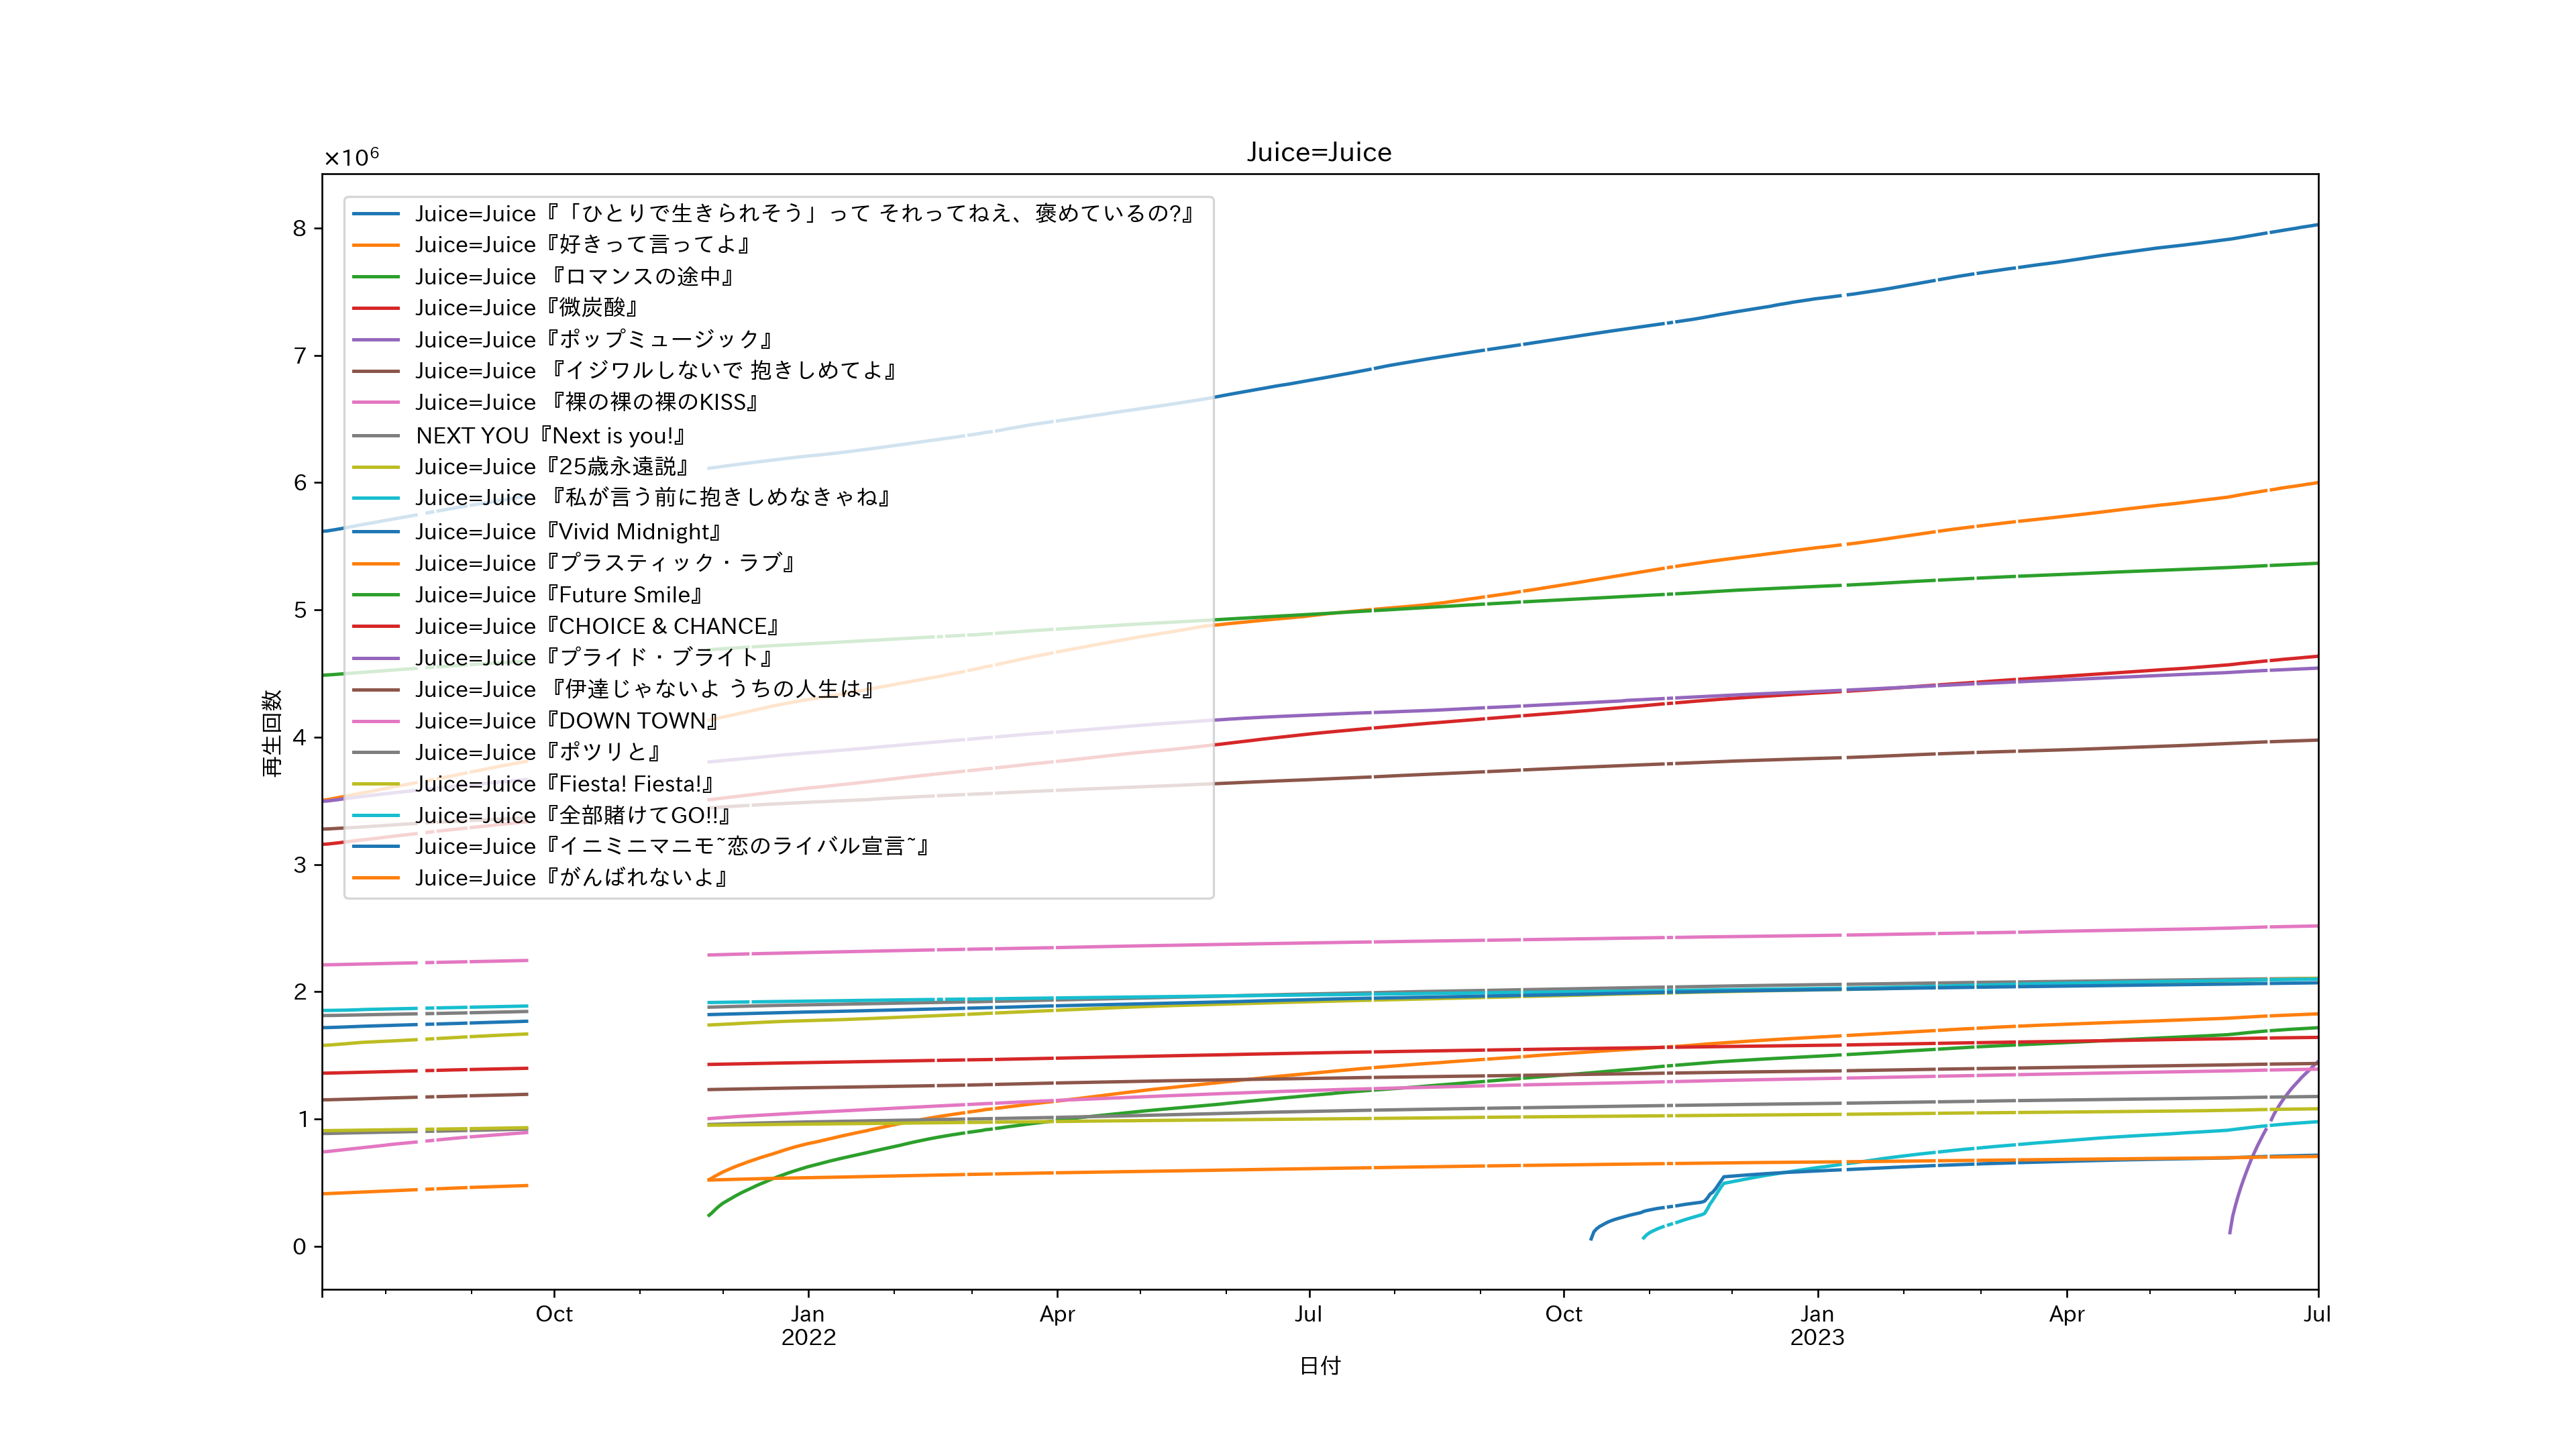 Juice=Juice
×10⁶
8
7
6
5
4
3
2
1
0
再生回数
Juice=Juice『「ひとりで生きられそう」って それってねえ、褒めているの?』
Juice=Juice『好きって言ってよ』
Juice=Juice 『ロマンスの途中』
Juice=Juice『微炭酸』
Juice=Juice『ポップミュージック』
Juice=Juice 『イジワルしないで 抱きしめてよ』
Juice=Juice 『裸の裸の裸のKISS』
NEXT YOU『Next is you!』
Juice=Juice『25歳永遠説』
Juice=Juice 『私が言う前に抱きしめなきゃね』
Juice=Juice『Vivid Midnight』
Juice=Juice『プラスティック・ラブ』
Juice=Juice『Future Smile』
Juice=Juice『CHOICE & CHANCE』
Juice=Juice『プライド・ブライト』
Juice=Juice 『伊達じゃないよ うちの人生は』
Juice=Juice『DOWN TOWN』
Juice=Juice『ポツリと』
Juice=Juice『Fiesta! Fiesta!』
Juice=Juice『全部賭けてGO!!』
Juice=Juice『イニミニマニモ~恋のライバル宣言~』
Juice=Juice『がんばれないよ』
Oct Jan Apr Jul Oct Jan Apr Jul
2022 2023
日付